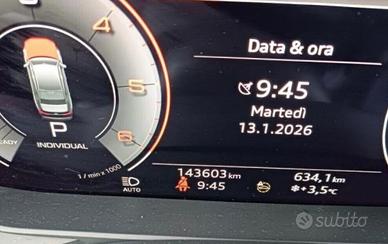 Data & ora
4
5
6
9:45
Martedì
13.1.2026
P
INDIVIDUAL
1 / min x 1000
143603 km
634,1 km
AUTO
9:45
*+3,5°C
subito